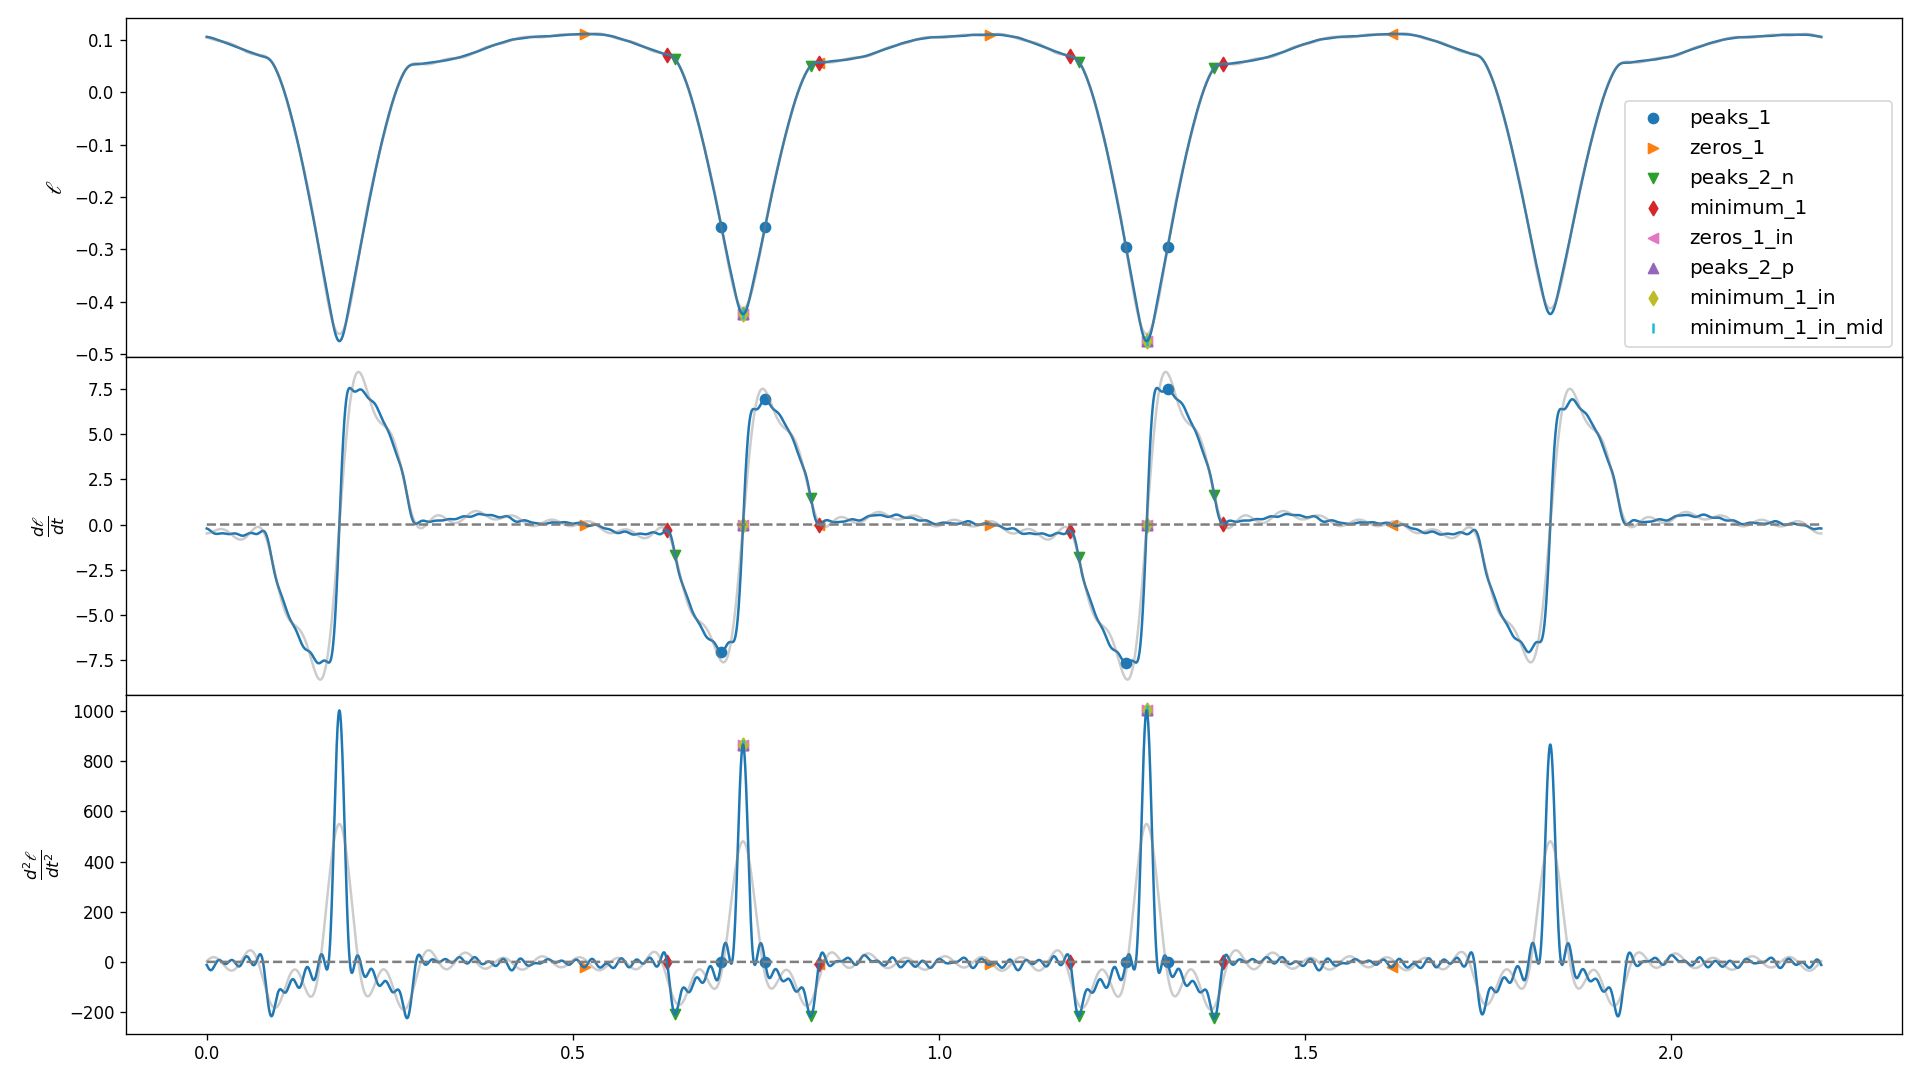 0.1
0.0
−0.1
−0.2
−0.3
−0.4
−0.5
ℓ
peaks_1
zeros_1
peaks_2_n
minimum_1
zeros_1_in
peaks_2_p
minimum_1_in
minimum_1_in_mid
7.5
5.0
2.5
0.0
−2.5
−5.0
−7.5
dℓ
dt
1000
800
600
400
200
0
−200
d²ℓ
dt²
0.0 0.5 1.0 1.5 2.0